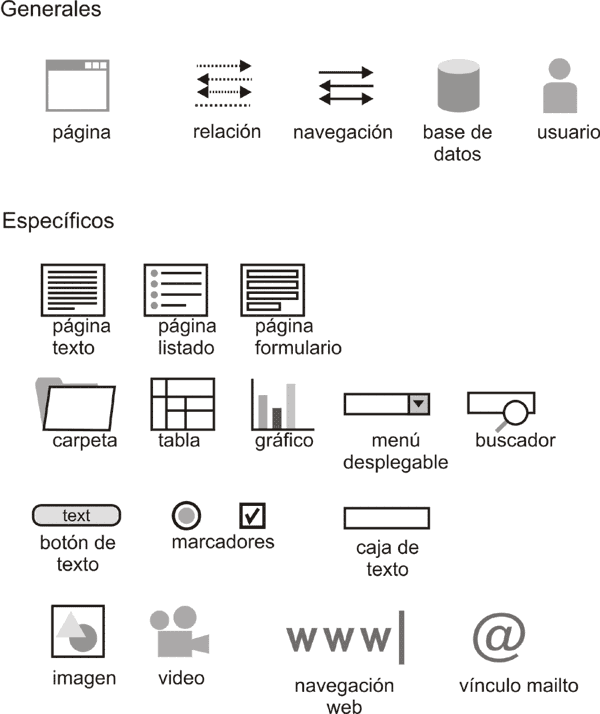 Generales
página
relación
navegación
base de
datos
usuario
Específicos
página
texto
página
listado
página
formulario
carpeta
tabla
gráfico
menú
desplegable
buscador
text
botón de
texto
marcadores
caja de
texto
imagen
video
www
navegación
web
@
vínculo mailto